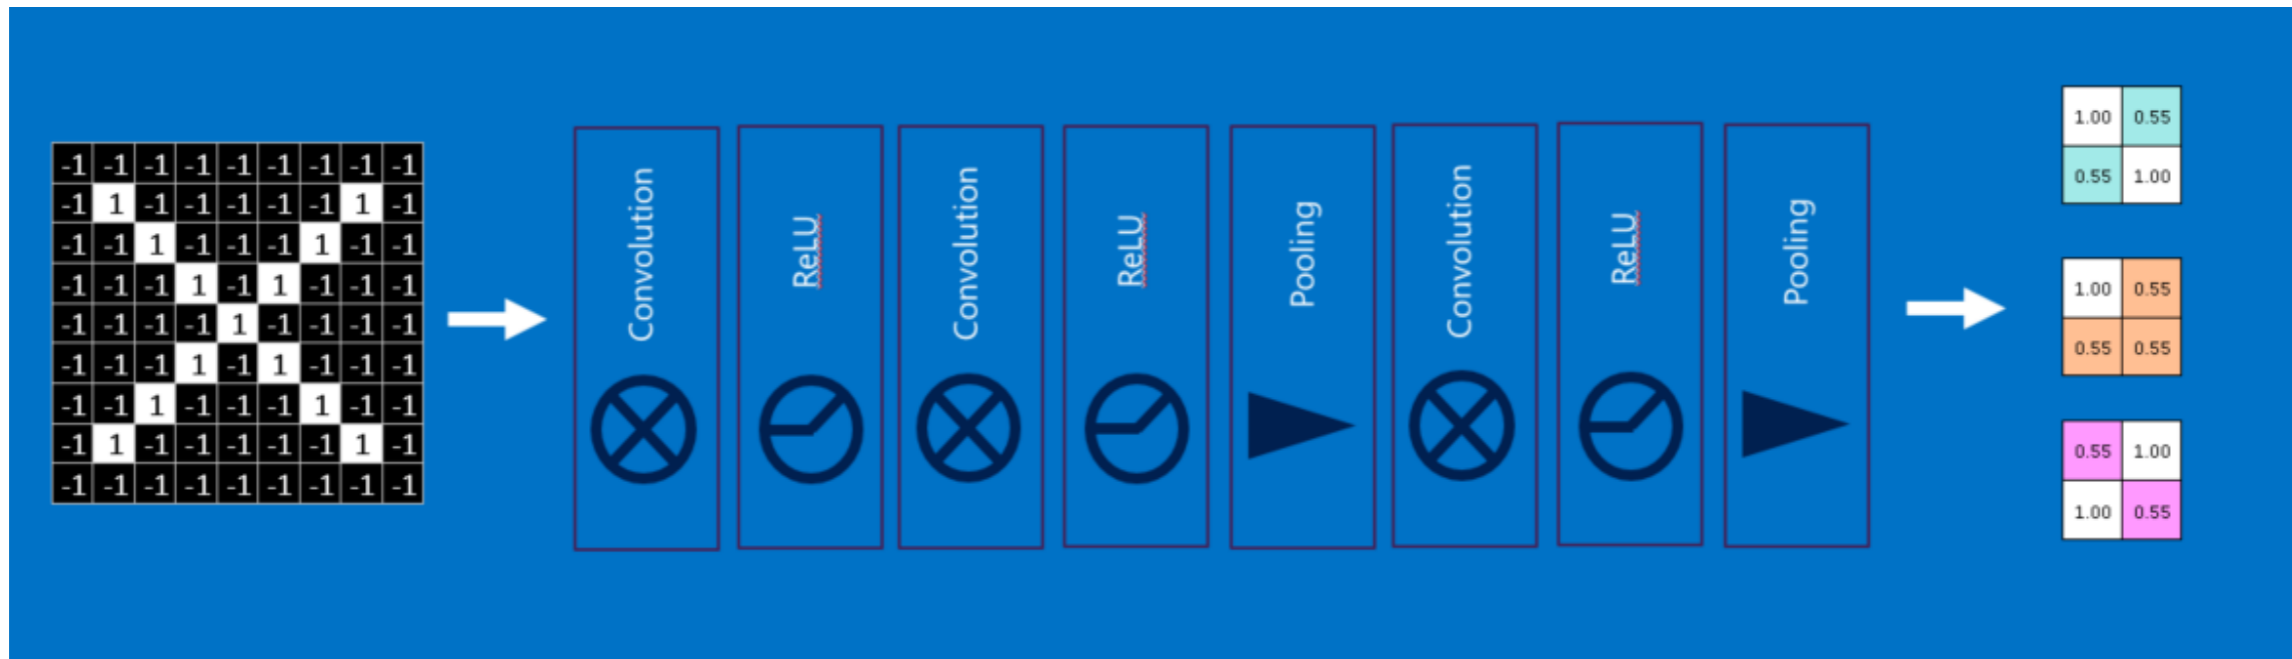 -1 -1 -1 -1 -1 -1 -1 -1 -1
-1 1 -1 -1 -1 -1 -1 1 -1
-1 -1 1 -1 -1 -1 1 -1 -1
-1 -1 -1 1 -1 1 -1 -1 -1
-1 -1 -1 -1 1 -1 -1 -1 -1
-1 -1 -1 1 -1 1 -1 -1 -1
-1 -1 1 -1 -1 -1 1 -1 -1
-1 1 -1 -1 -1 -1 -1 1 -1
-1 -1 -1 -1 -1 -1 -1 -1 -1
Convolution
ReLU
Convolution
ReLU
Pooling
Convolution
ReLU
Pooling
1.00 0.55
0.55 1.00
1.00 0.55
0.55 0.55
0.55 1.00
1.00 0.55